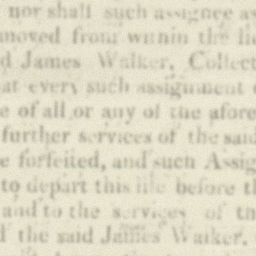 nor shall such assignee as
moved from within the li
d James Walker, Collect
at every such assignment
e of all or any of the afore
further services of the said
e forfeited, and such Assig
to depart this life before th
and to the services of th
f the said James Walker,